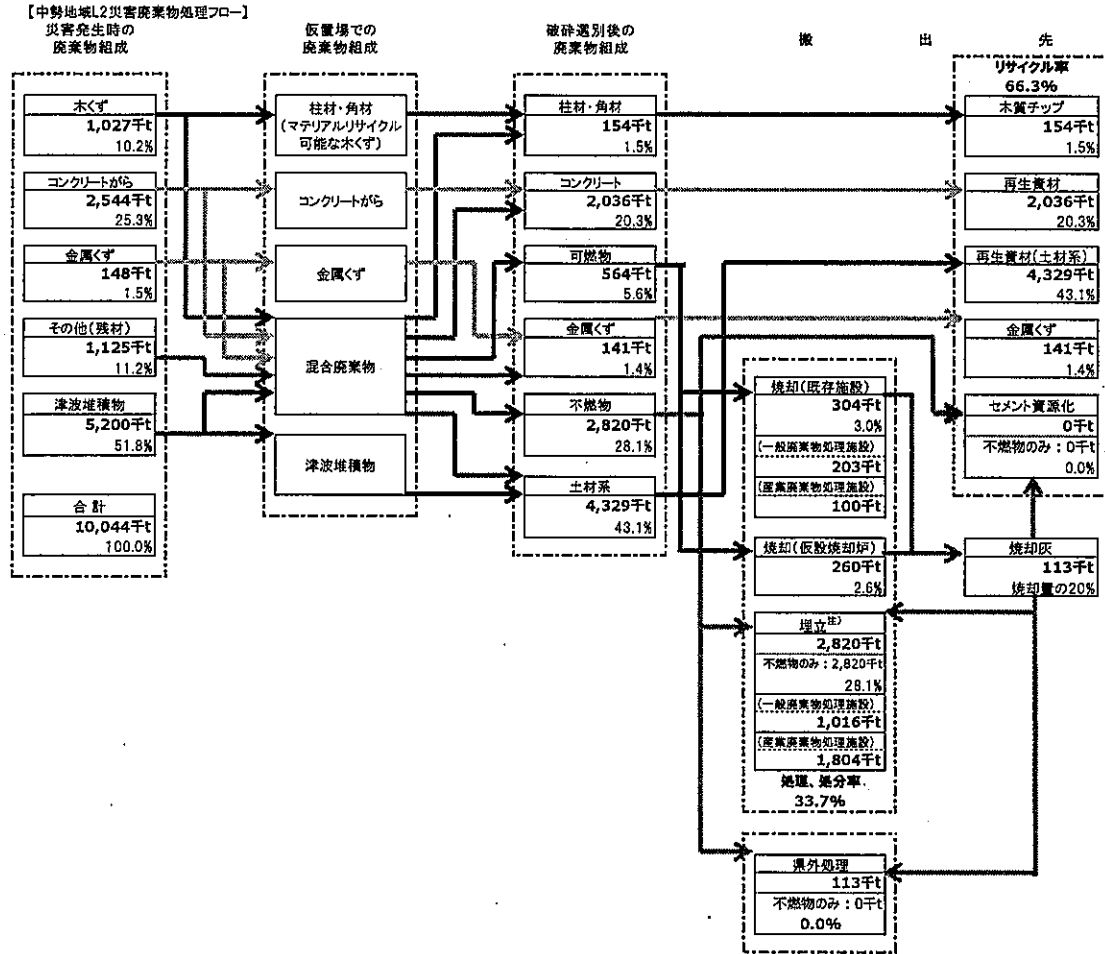 【中勢地域L2災害廃棄物処理フロー】
災害発生時の
廃棄物組成
木くず
1,027千t
10.2%
コンクリートがら
2,544千t
25.3%
金属くず
148千t
1.5%
その他(残材)
1,125千t
11.2%
津波堆積物
5,200千t
51.8%
合計
10,044千t
100.0%
仮置場での
廃棄物組成
柱材・角材
(マテリアルリサイクル
可能な木くず)
コンクリートがら
金属くず
混合廃棄物
津波堆積物
破砕選別後の
廃棄物組成
柱材・角材
154千t
1.5%
コンクリート
2,036千t
20.3%
可燃物
564千t
5.6%
金属くず
141千t
1.4%
不燃物
2,820千t
28.1%
土材系
4,329千t
43.1%
搬 出 先
焼却(既存施設)
304千t
3.0%
(一般廃棄物処理施設)
203千t
(産業廃棄物処理施設)
100千t
焼却(仮設焼却炉)
260千t
2.6%
埋立注)
2,820千t
不燃物のみ:2,820千t
28.1%
(一般廃棄物処理施設)
1,016千t
(産業廃棄物処理施設)
1,804千t
処理、処分率
33.7%
県外処理
113千t
不燃物のみ:0千t
0.0%
リサイクル率
66.3%
木質チップ
154千t
1.5%
再生資材
2,036千t
20.3%
再生資材(土材系)
4,329千t
43.1%
金属くず
141千t
1.4%
セメント資源化
0千t
不燃物のみ:0千t
0.0%
焼却灰
113千t
焼却量の20%